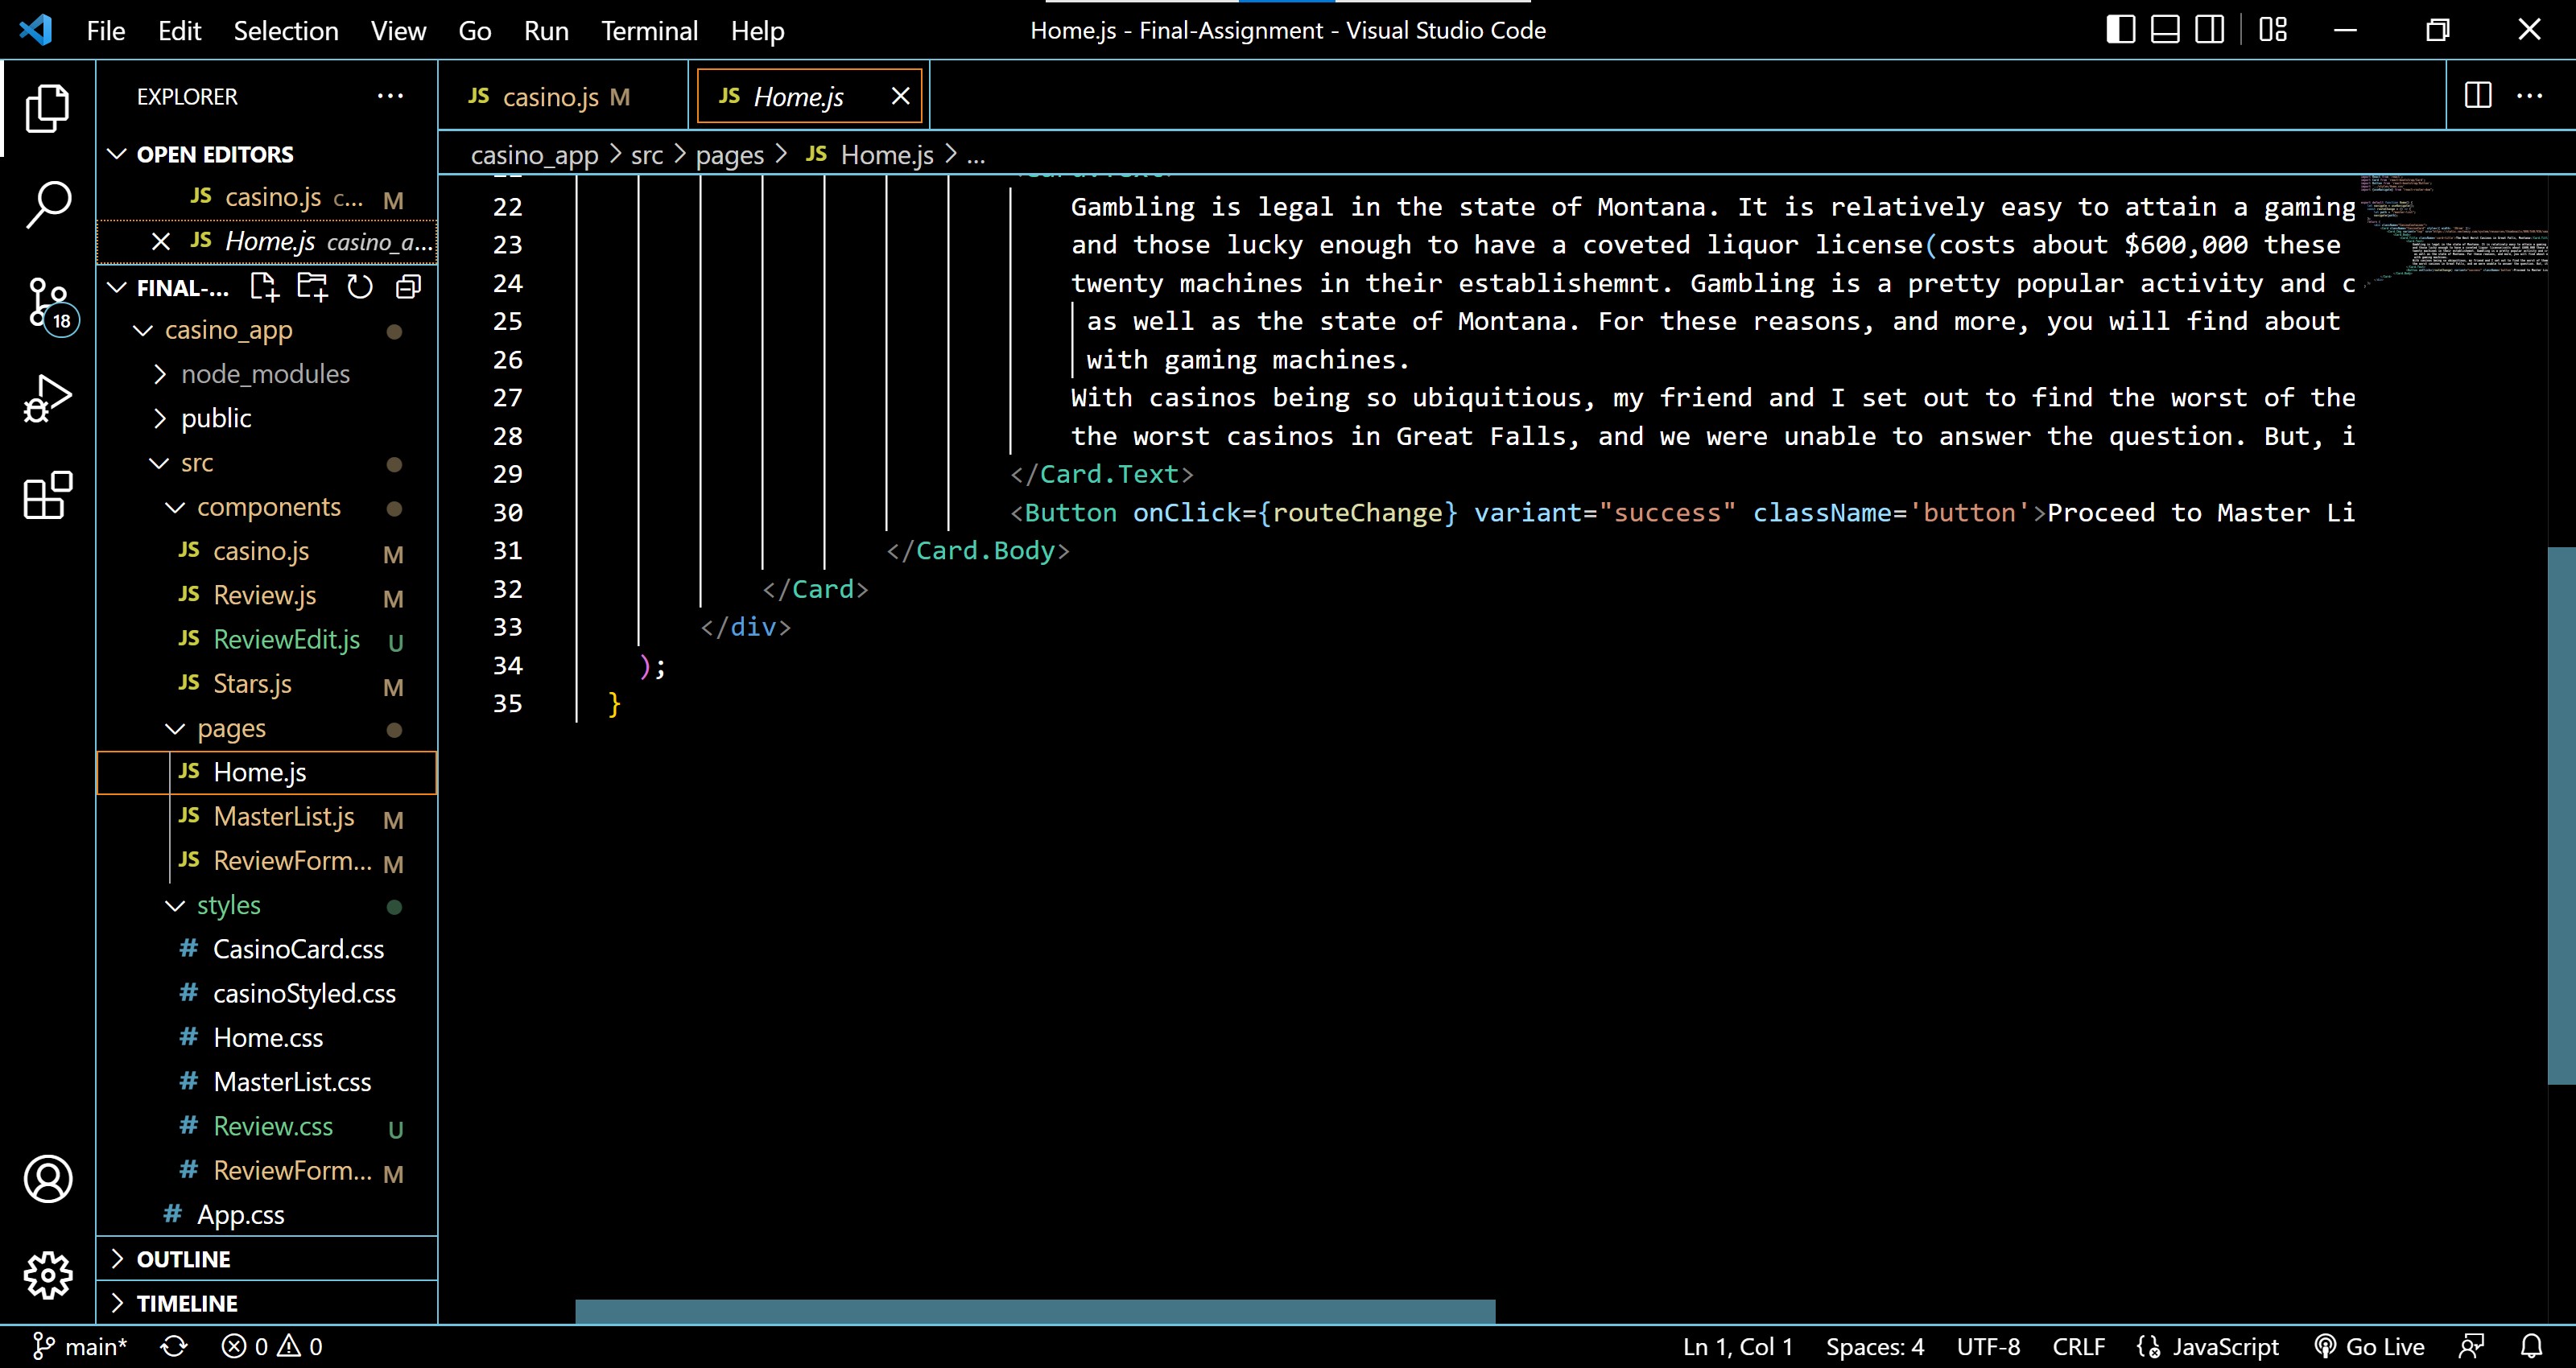 File Edit Selection View Go Run Terminal Help
Home.js - Final-Assignment - Visual Studio Code
EXPLORER
OPEN EDITORS
JS casino.js c... M
JS Home.js casino_a...
FINAL-...
casino_app
node_modules
public
src
components
JS casino.js M
JS Review.js M
JS ReviewEdit.js U
JS Stars.js M
pages
JS Home.js
JS MasterList.js M
JS ReviewForm... M
styles
# CasinoCard.css
# casinoStyled.css
# Home.css
# MasterList.css
# Review.css U
# ReviewForm... M
# App.css
OUTLINE
TIMELINE
18
JS casino.js M
JS Home.js
casino_app > src > pages > JS Home.js > ...
22 Gambling is legal in the state of Montana. It is relatively easy to attain a gaming
23 and those lucky enough to have a coveted liquor license(costs about $600,000 these
24 twenty machines in their establishemnt. Gambling is a pretty popular activity and c
25 as well as the state of Montana. For these reasons, and more, you will find about
26 with gaming machines.
27 With casinos being so ubiquitious, my friend and I set out to find the worst of the
28 the worst casinos in Great Falls, and we were unable to answer the question. But, i
29 </Card.Text>
30 <Button onClick={routeChange} variant="success" className='button'>Proceed to Master Li
31 </Card.Body>
32 </Card>
33 </div>
34 );
35 }
main* 0 0
Ln 1, Col 1 Spaces: 4 UTF-8 CRLF JavaScript Go Live